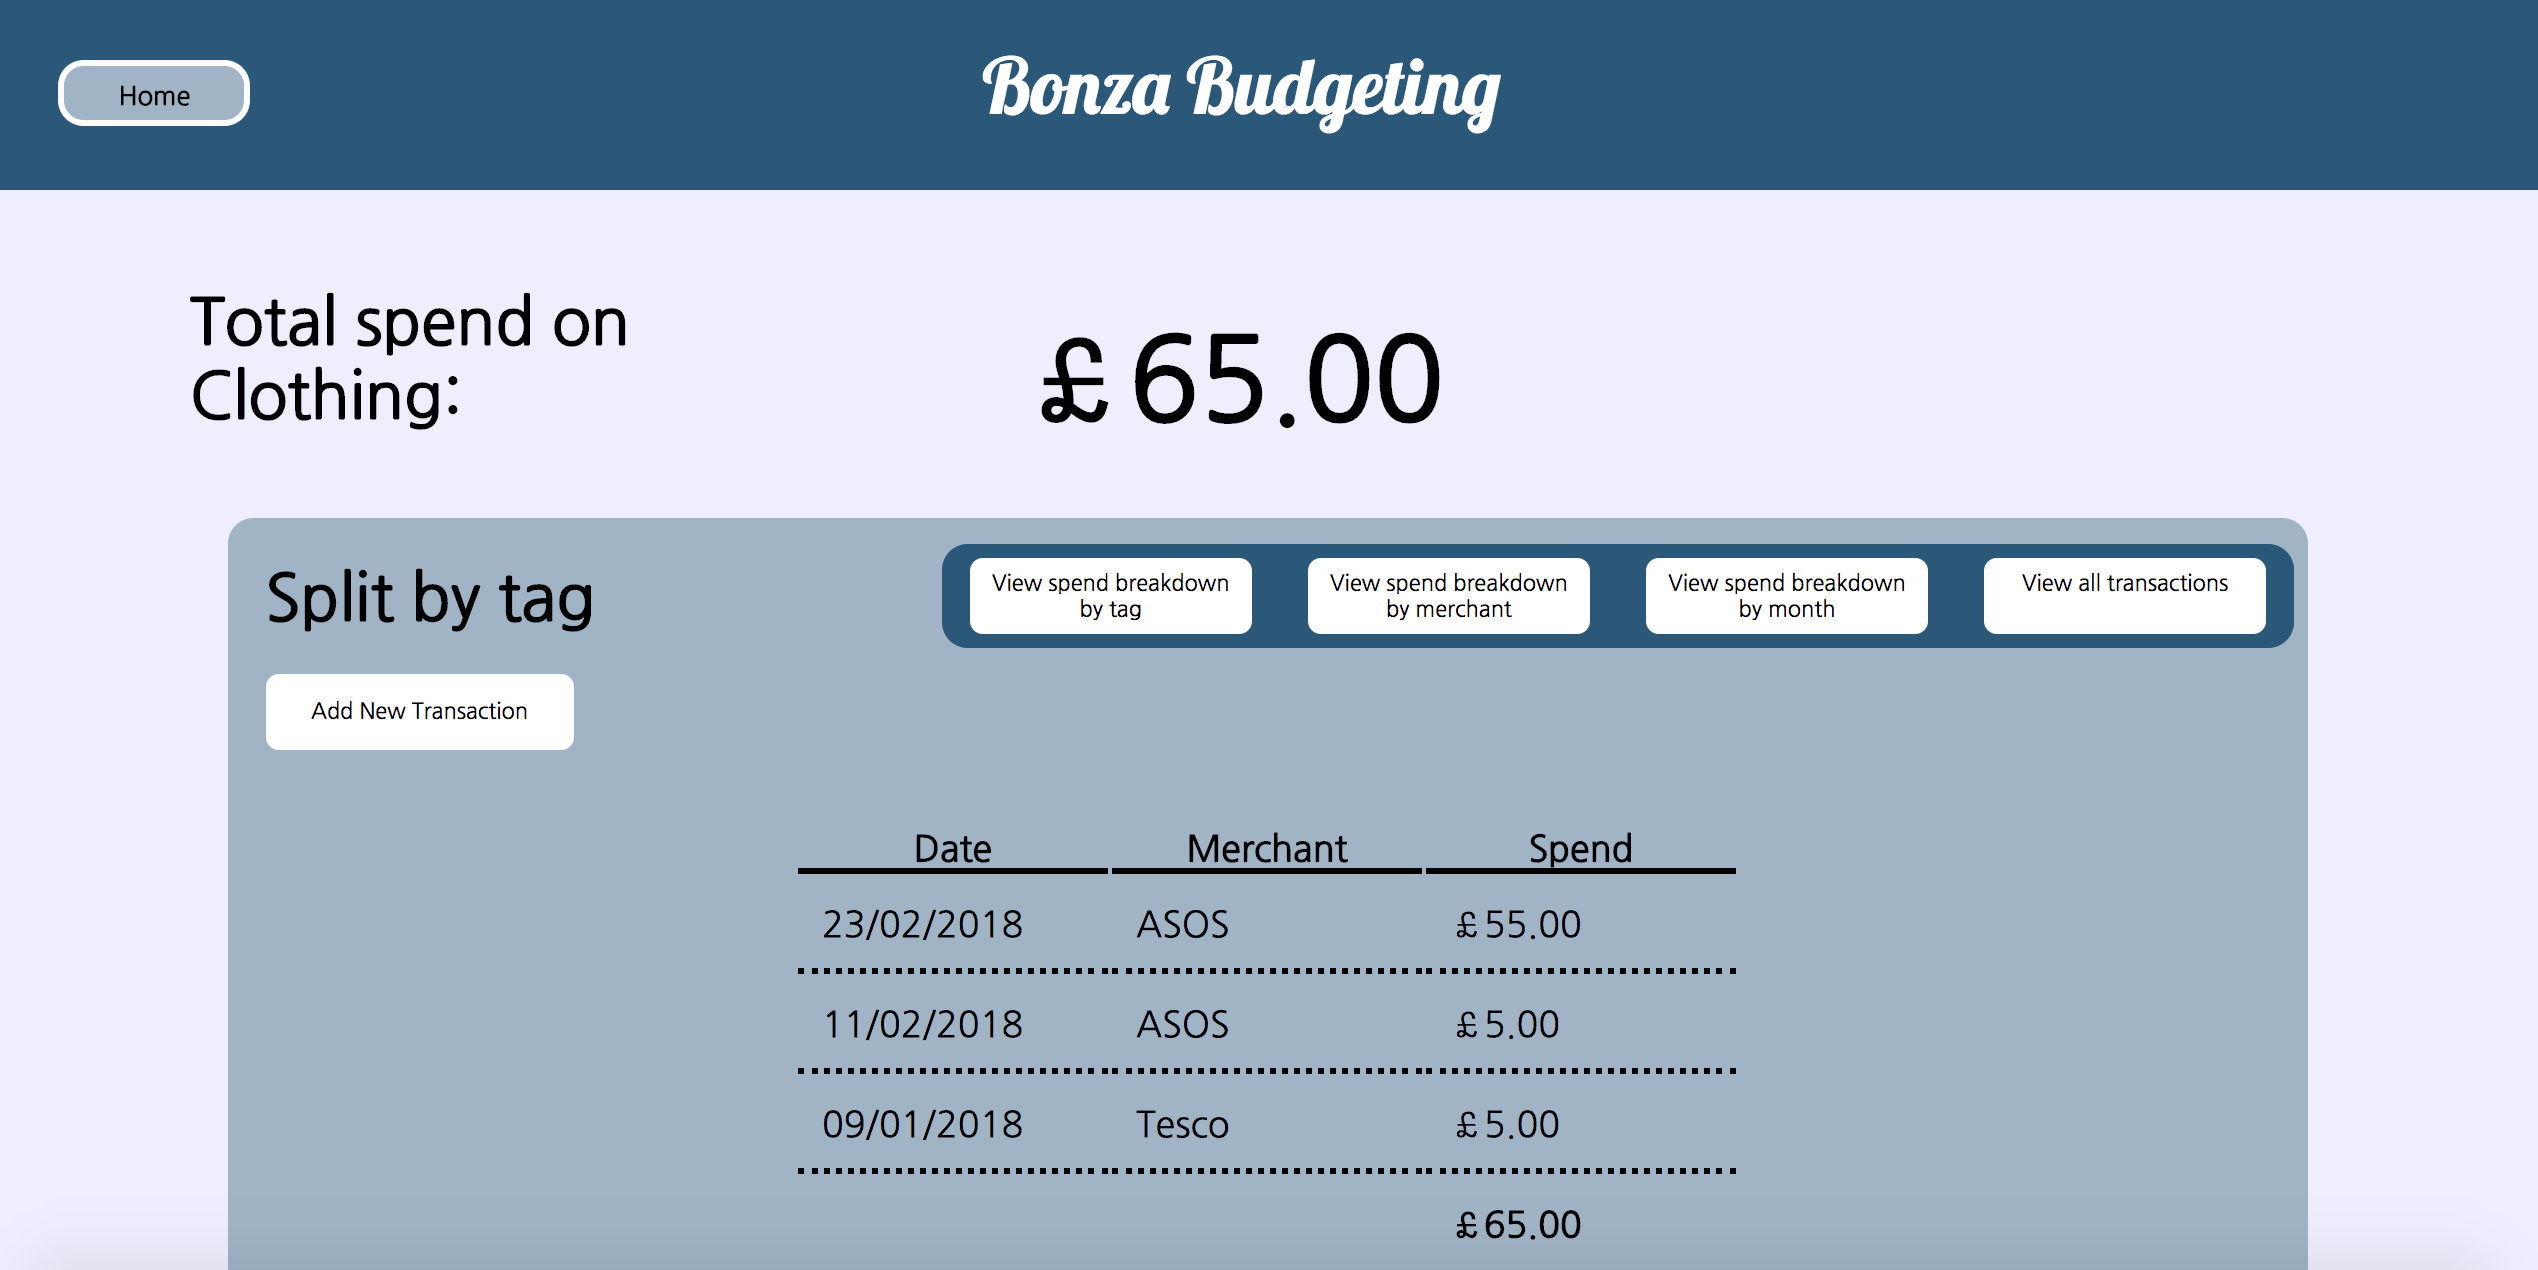 Home
Bonza Budgeting
Total spend on
Clothing:
£65.00
Split by tag
View spend breakdown
by tag
View spend breakdown
by merchant
View spend breakdown
by month
View all transactions
Add New Transaction
Date Merchant Spend
23/02/2018 ASOS £55.00
11/02/2018 ASOS £5.00
09/01/2018 Tesco £5.00
£65.00